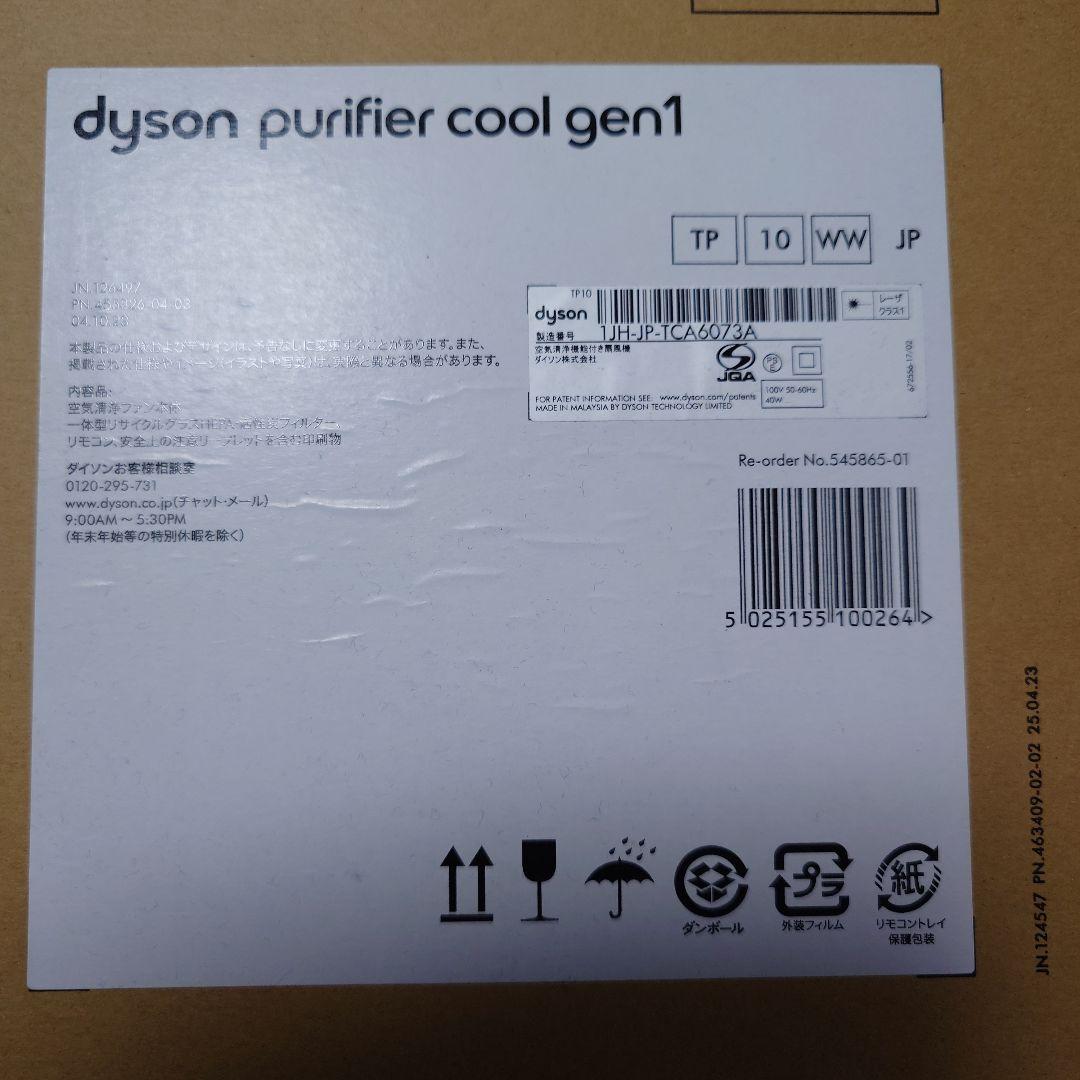 dyson purifier cool gen1
TP 10 WW JP
JN.126497
PN.453396-04-03
04.10.23
本製品の仕様およびデザインは、予告なしに変更することがあります。また、
掲載された仕様やイメージ(イラストや写真)は、実際と異なる場合があります。
内容品:
空気清浄ファン本体
一体型リサイクルグラスHEPA・活性炭フィルター、
リモコン、安全上の注意リーフレットを含む印刷物
ダイソンお客様相談室
0120-295-731
www.dyson.co.jp(チャット・メール)
9:00AM～5:30PM
(年末年始等の特別休暇を除く)
TP10
dyson
製造番号 1JH-JP-TCA6073A
空気清浄機能付き扇風機
ダイソン株式会社
レーザ
クラス1
JQA
PS
E
100V 50-60Hz
40W
FOR PATENT INFORMATION SEE: www.dyson.com/patents
MADE IN MALAYSIA BY DYSON TECHNOLOGY LIMITED
672556-17/02
Re-order No.545865-01
5 025155 100264 >
プラ
紙
ダンボール
外装フィルム
リモコントレイ
保護包装
JN.124547 PN.463409-02-02 25.04.23